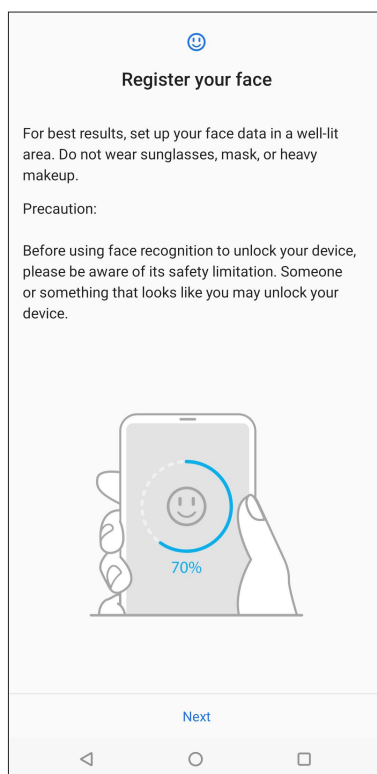 Register your face
For best results, set up your face data in a well-lit
area. Do not wear sunglasses, mask, or heavy
makeup.
Precaution:
Before using face recognition to unlock your device,
please be aware of its safety limitation. Someone
or something that looks like you may unlock your
device.
70%
Next